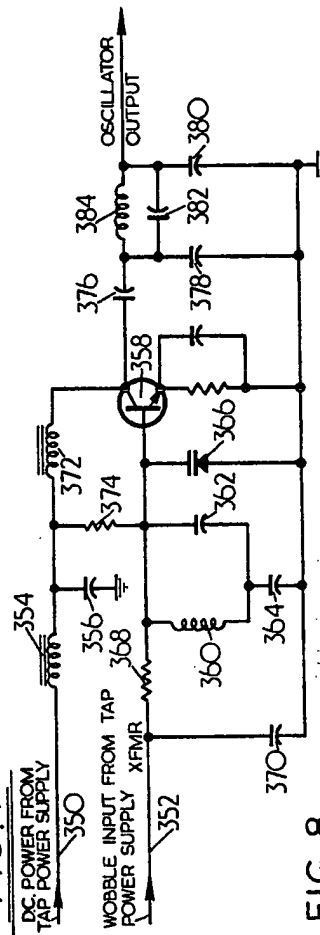 DC. POWER FROM
TAP POWER SUPPLY
350
354
356
372
374
WOBBLE INPUT FROM TAP
POWER SUPPLY XFMR
352
368
370
360
364
362
366
358
376
378
384
382
380
OSCILLATOR
OUTPUT
FIG. 8